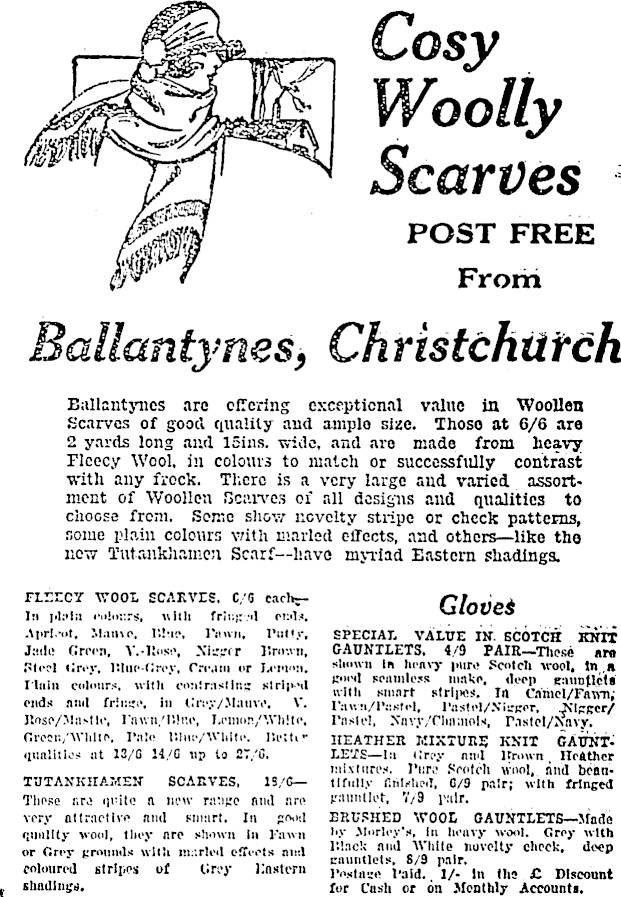 Cosy
Woolly
Scarves
POST FREE
From
Ballantynes, Christchurch
Ballantynes are offering exceptional value in Woollen
Scarves of good quality and ample size. Those at 6/6 are
2 yards long and 15ins. wide, and are made from heavy
Fleecy Wool, in colours to match or successfully contrast
with any frock. There is a very large and varied assort-
ment of Woollen Scarves of all designs and qualities to
choose from. Some show novelty stripe or check patterns,
some plain colours with marled effects, and others—like the
new Tutankhamen Scarf--have myriad Eastern shadings.
FLEECY WOOL SCARVES, 6/6 each—
In plain colours, with fringed ends.
Apricot, Mauve, Blue, Fawn, Putty,
Jade Green, V.-Rose, Nigger Brown,
Steel Grey, Blue-Grey, Cream or Lemon.
Plain colours, with contrasting striped
ends and fringe, in Grey/Mauve, V.
Rose/Mastic, Fawn/Blue, Lemon/White,
Green/White, Pale Blue/White. Better
qualities at 13/6 14/6 up to 27/6.
TUTANKHAMEN SCARVES, 18/6—
These are quite a new range and are
very attractive and smart. In good
quality wool, they are shown in Fawn
or Grey grounds with marled effects and
coloured stripes of Grey Eastern
shadings.
Gloves
SPECIAL VALUE IN SCOTCH KNIT
GAUNTLETS, 4/9 PAIR—These are
shown in heavy pure Scotch wool, in a
good seamless make, deep gauntlets
with smart stripes. In Camel/Fawn,
Fawn/Pastel, Pastel/Nigger, Nigger/
Pastel, Navy/Chamois, Pastel/Navy.
HEATHER MIXTURE KNIT GAUNT-
LETS—In Grey and Brown Heather
mixtures. Pure Scotch wool, and beau-
tifully finished, 6/9 pair; with fringed
gauntlet, 7/9 pair.
BRUSHED WOOL GAUNTLETS—Made
by Morley's, in heavy wool. Grey with
Black and White novelty check, deep
gauntlets, 8/9 pair.
Postage Paid. 1/- in the £ Discount
for Cash or on Monthly Accounts.